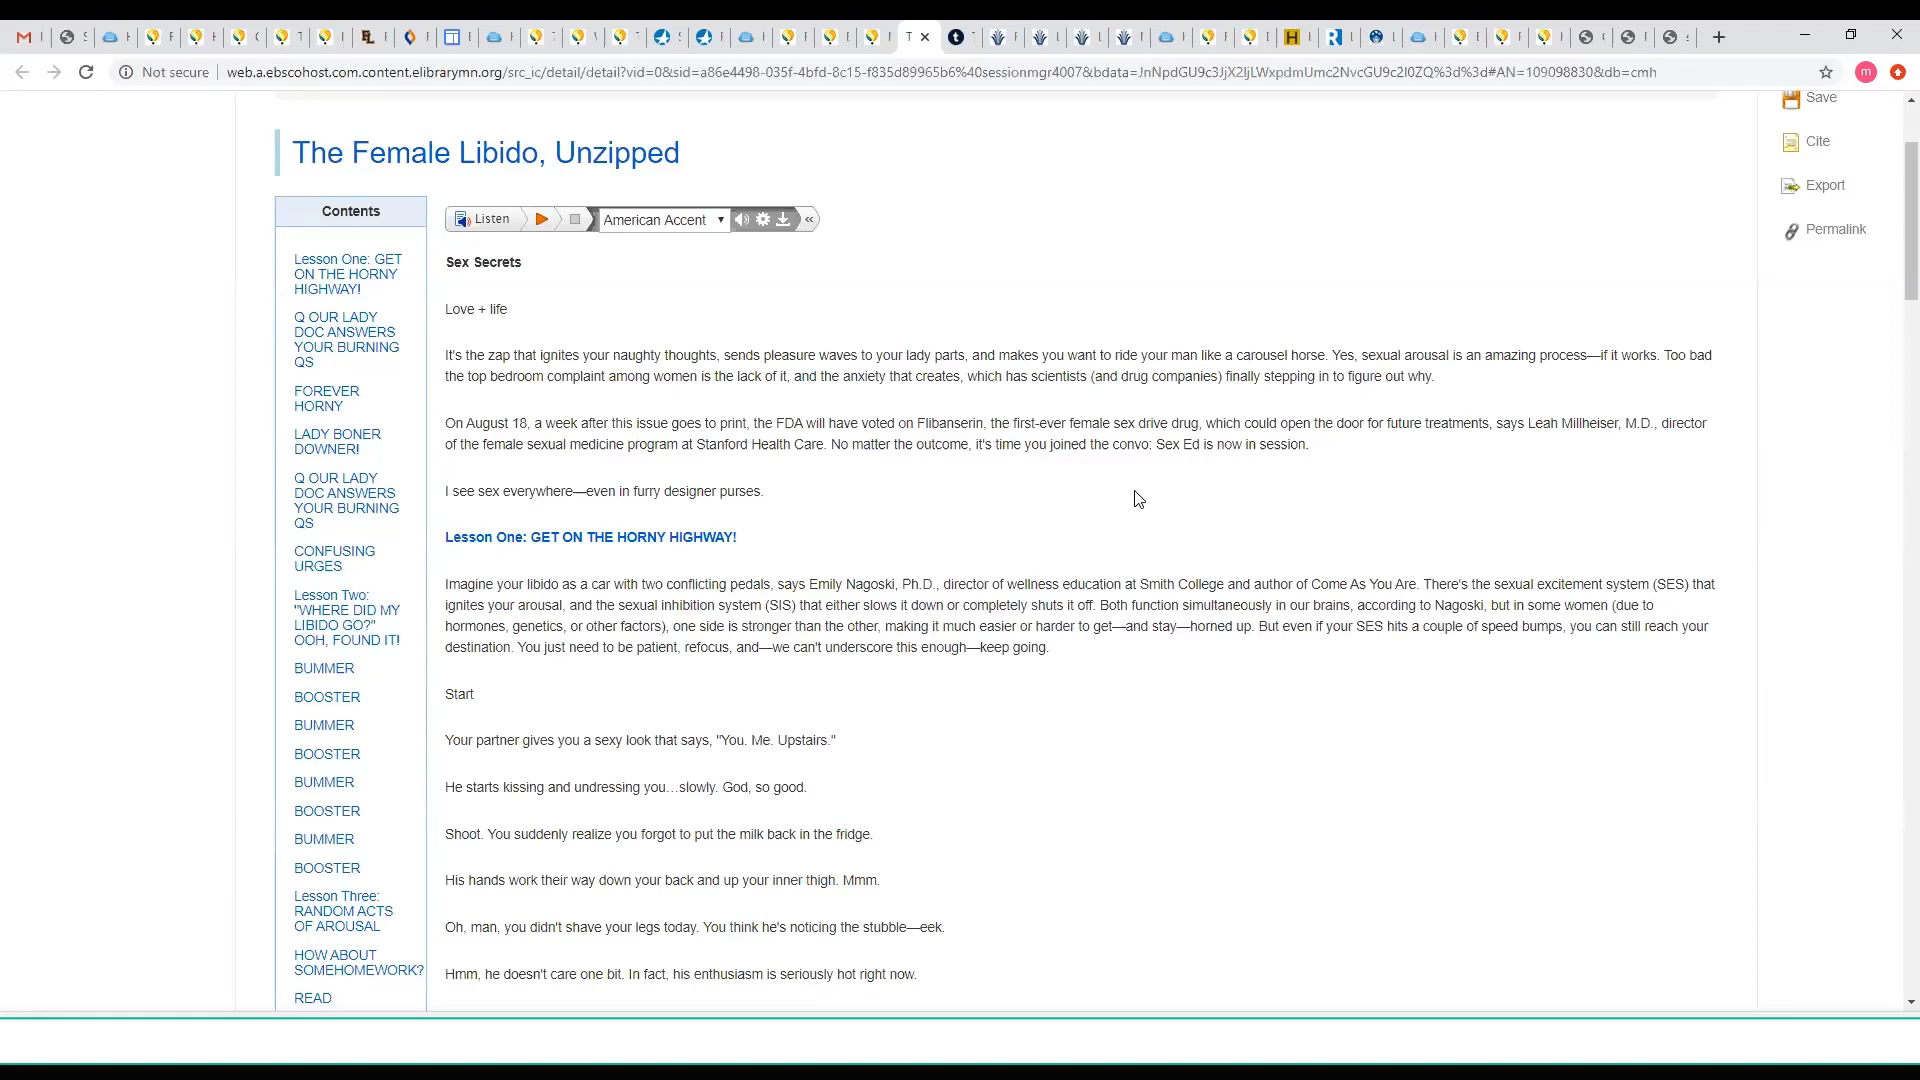 Not secure
web.a.ebscohost.com.content.elibrarymn.org/src_ic/detail/detail?vid=0&sid=a86e4498-035f-4bfd-8c15-f835d89965b6%40sessionmgr4007&bdata=JnNpdGU9c3JjX2ljLWxpdmUmc2NvcGU9c2l0ZQ%3d%3d#AN=109098830&db=cmh
m
Save
Cite
Export
Permalink
The Female Libido, Unzipped
Contents
Lesson One: GET
ON THE HORNY
HIGHWAY!
Q OUR LADY
DOC ANSWERS
YOUR BURNING
QS
FOREVER
HORNY
LADY BONER
DOWNER!
Q OUR LADY
DOC ANSWERS
YOUR BURNING
QS
CONFUSING
URGES
Lesson Two:
"WHERE DID MY
LIBIDO GO?"
OOH, FOUND IT!
BUMMER
BOOSTER
BUMMER
BOOSTER
BUMMER
BOOSTER
BUMMER
BOOSTER
Lesson Three:
RANDOM ACTS
OF AROUSAL
HOW ABOUT
SOMEHOMEWORK?
READ
Listen
American Accent
Sex Secrets
Love + life
It's the zap that ignites your naughty thoughts, sends pleasure waves to your lady parts, and makes you want to ride your man like a carousel horse. Yes, sexual arousal is an amazing process—if it works. Too bad
the top bedroom complaint among women is the lack of it, and the anxiety that creates, which has scientists (and drug companies) finally stepping in to figure out why.
On August 18, a week after this issue goes to print, the FDA will have voted on Flibanserin, the first-ever female sex drive drug, which could open the door for future treatments, says Leah Millheiser, M.D., director
of the female sexual medicine program at Stanford Health Care. No matter the outcome, it's time you joined the convo: Sex Ed is now in session.
I see sex everywhere—even in furry designer purses.
Lesson One: GET ON THE HORNY HIGHWAY!
Imagine your libido as a car with two conflicting pedals, says Emily Nagoski, Ph.D., director of wellness education at Smith College and author of Come As You Are. There's the sexual excitement system (SES) that
ignites your arousal, and the sexual inhibition system (SIS) that either slows it down or completely shuts it off. Both function simultaneously in our brains, according to Nagoski, but in some women (due to
hormones, genetics, or other factors), one side is stronger than the other, making it much easier or harder to get—and stay—horned up. But even if your SES hits a couple of speed bumps, you can still reach your
destination. You just need to be patient, refocus, and—we can't underscore this enough—keep going.
Start
Your partner gives you a sexy look that says, "You. Me. Upstairs."
He starts kissing and undressing you…slowly. God, so good.
Shoot. You suddenly realize you forgot to put the milk back in the fridge.
His hands work their way down your back and up your inner thigh. Mmm.
Oh, man, you didn't shave your legs today. You think he's noticing the stubble—eek.
Hmm, he doesn't care one bit. In fact, his enthusiasm is seriously hot right now.